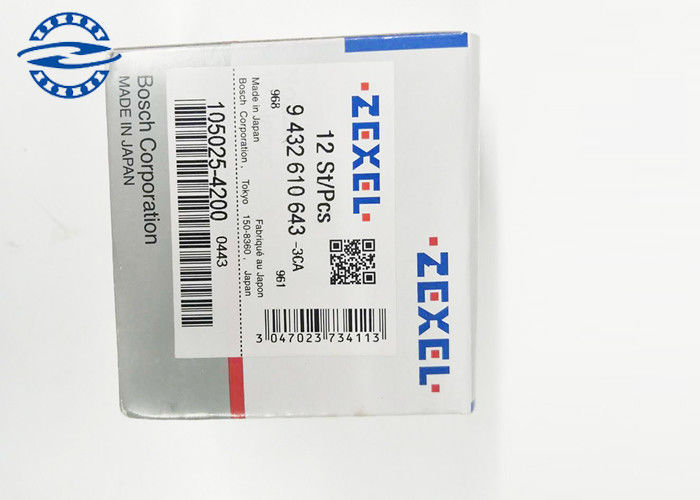 ZEXEL
ZEXEL
12 St/Pcs
9 432 610 643 -3CA
968
961
Made in Japan
Fabriqué au Japon
Bosch Corporation, Tokyo 150-8360, Japan
3 047023 734113
105025-4200 0443
Bosch Corporation
MADE IN JAPAN